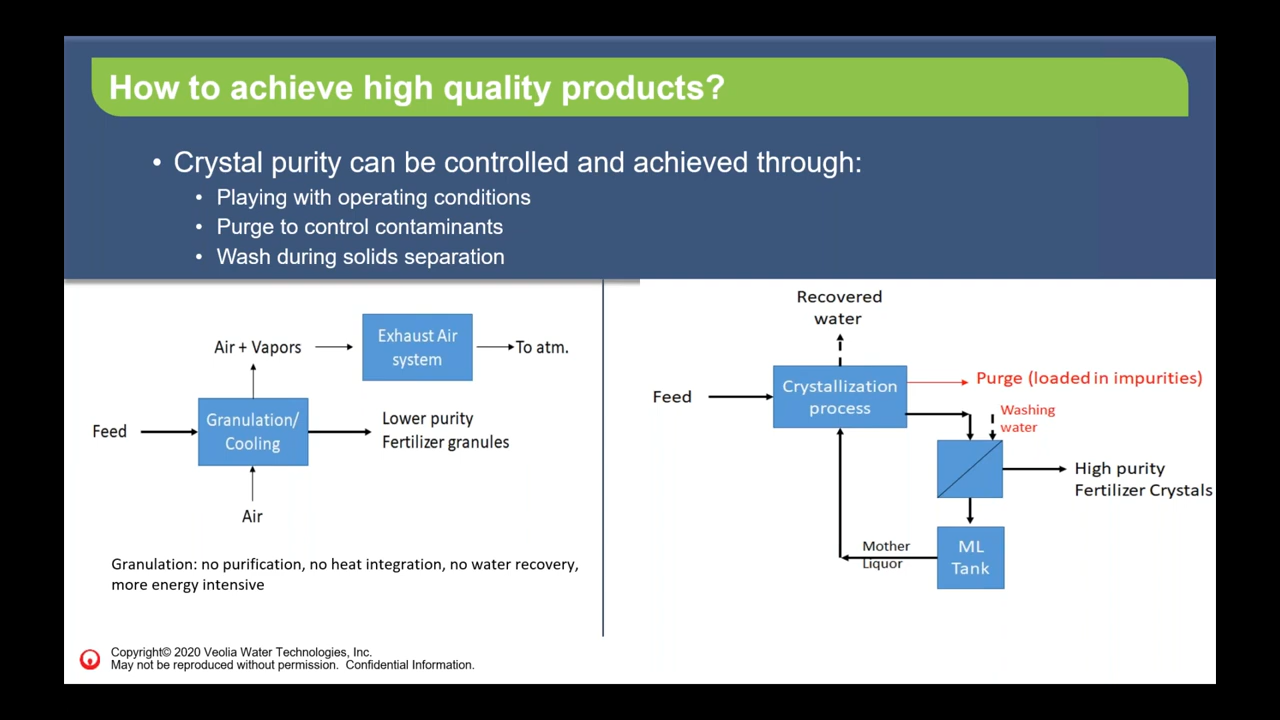 How to achieve high quality products?
• Crystal purity can be controlled and achieved through:
• Playing with operating conditions
• Purge to control contaminants
• Wash during solids separation
Air + Vapors
Exhaust Air
system
To atm.
Feed
Granulation/
Cooling
Lower purity
Fertilizer granules
Air
Granulation: no purification, no heat integration, no water recovery,
more energy intensive
Recovered
water
Feed
Crystallization
process
Purge (loaded in impurities)
Washing
water
High purity
Fertilizer Crystals
Mother
Liquor
ML
Tank
Copyright© 2020 Veolia Water Technologies, Inc.
May not be reproduced without permission. Confidential Information.